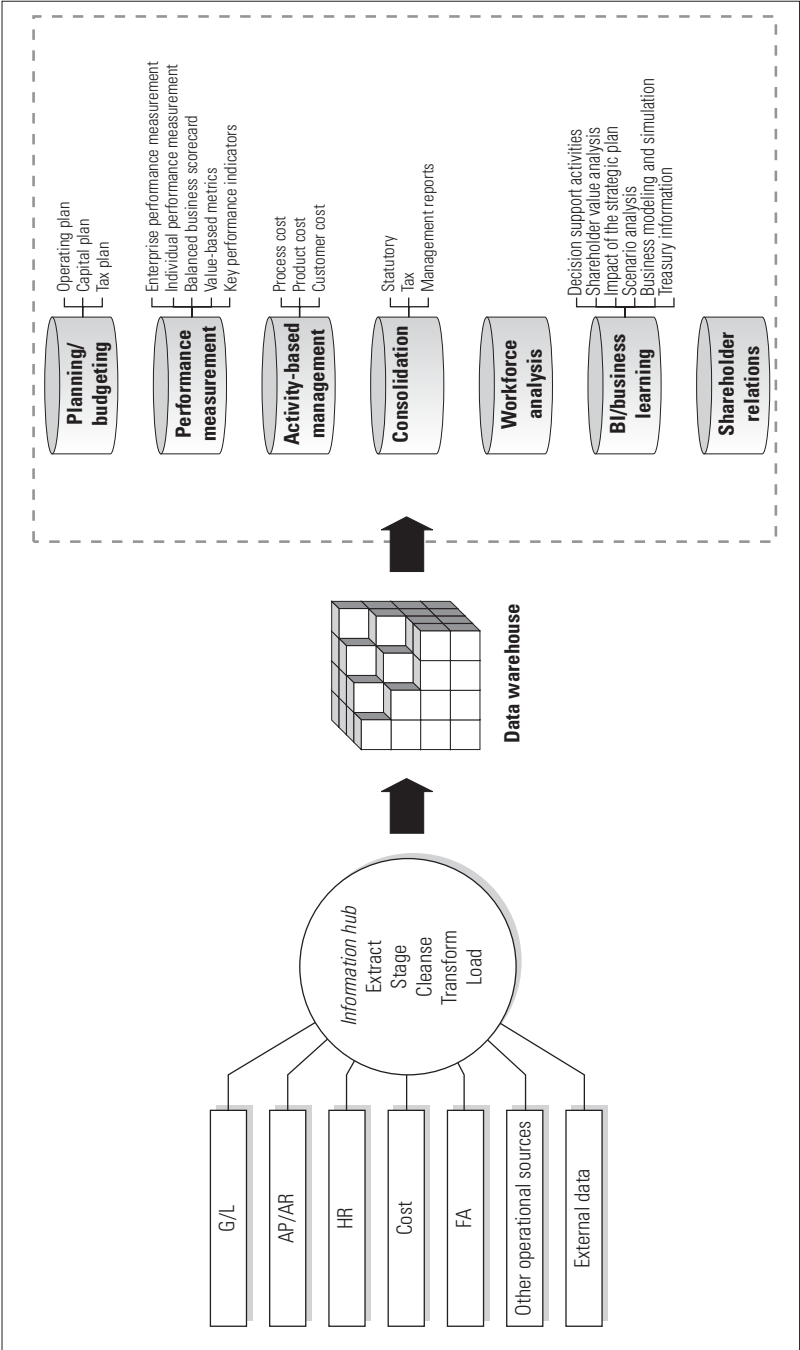 G/L
AP/AR
HR
Cost
FA
Other operational sources
External data
Information hub
Extract
Stage
Cleanse
Transform
Load
Data warehouse
Planning/
budgeting
Operating plan
Capital plan
Tax plan
Performance
measurement
Enterprise performance measurement
Individual performance measurement
Balanced business scorecard
Value-based metrics
Key performance indicators
Activity-based
management
Process cost
Product cost
Customer cost
Consolidation
Statutory
Tax
Management reports
Workforce
analysis
BI/business
learning
Decision support activities
Shareholder value analysis
Impact of the strategic plan
Scenario analysis
Business modeling and simulation
Treasury information
Shareholder
relations